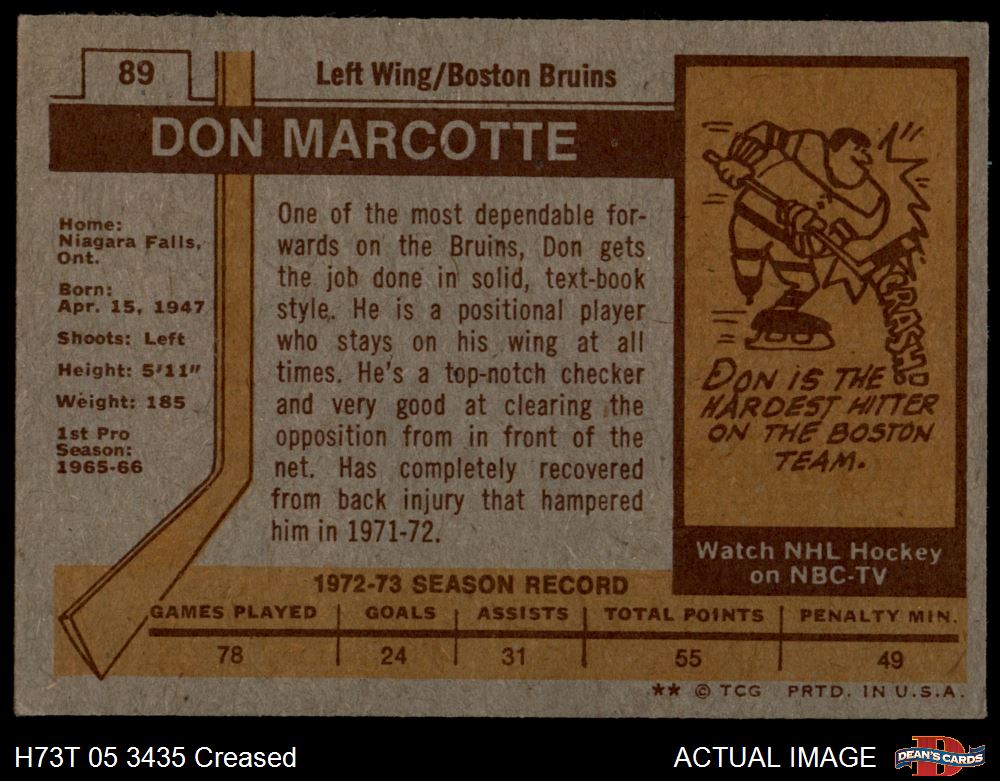 89
Left Wing/Boston Bruins
DON MARCOTTE
Home:
Niagara Falls,
Ont.
Born:
Apr. 15, 1947
Shoots: Left
Height: 5'11"
Weight: 185
1st Pro
Season:
1965-66
One of the most dependable for-
wards on the Bruins, Don gets
the job done in solid, text-book
style. He is a positional player
who stays on his wing at all
times. He's a top-notch checker
and very good at clearing the
opposition from in front of the
net. Has completely recovered
from back injury that hampered
him in 1971-72.
CRASH!
DON IS THE
HARDEST HITTER
ON THE BOSTON
TEAM.
Watch NHL Hockey
on NBC-TV
1972-73 SEASON RECORD
GAMES PLAYED GOALS ASSISTS TOTAL POINTS PENALTY MIN.
78 24 31 55 49
** © TCG PRTD. IN U.S.A.
H73T 05 3435 Creased
ACTUAL IMAGE
D
DEAN'S CARDS